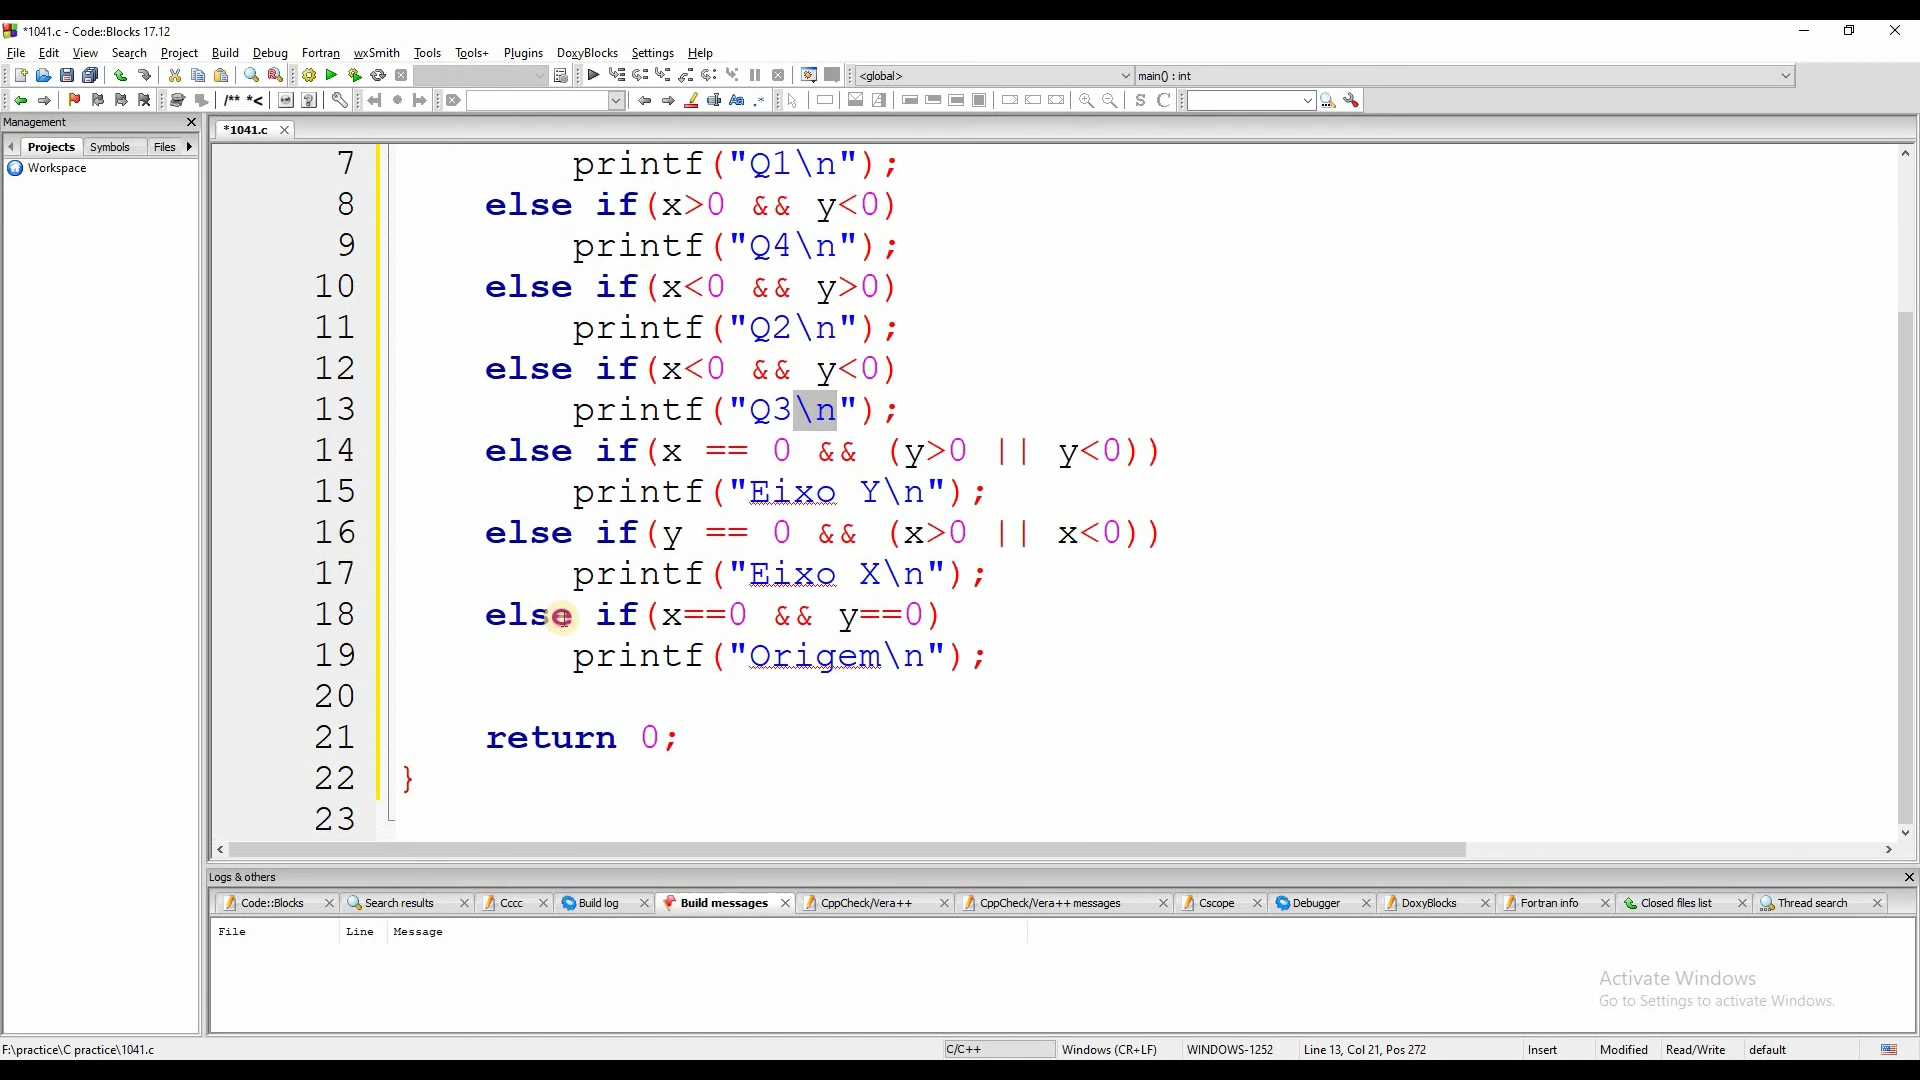 *1041.c - Code::Blocks 17.12
File Edit View Search Project Build Debug Fortran wxSmith Tools Tools+ Plugins DoxyBlocks Settings Help
<global> main() : int
/** *< Aa .* S C
Management
*1041.c
Projects Symbols Files
Workspace
7 printf("Q1\n");
8 else if(x>0 && y<0)
9 printf("Q4\n");
10 else if(x<0 && y>0)
11 printf("Q2\n");
12 else if(x<0 && y<0)
13 printf("Q3\n");
14 else if(x == 0 && (y>0 || y<0))
15 printf("Eixo Y\n");
16 else if(y == 0 && (x>0 || x<0))
17 printf("Eixo X\n");
18 else if(x==0 && y==0)
19 printf("Origem\n");
20
21 return 0;
22 }
23
Logs & others
Code::Blocks Search results Cccc Build log Build messages CppCheck/Vera++ CppCheck/Vera++ messages Cscope Debugger DoxyBlocks Fortran info Closed files list Thread search
File Line Message
Activate Windows
Go to Settings to activate Windows.
F:\practice\C practice\1041.c C/C++ Windows (CR+LF) WINDOWS-1252 Line 13, Col 21, Pos 272 Insert Modified Read/Write default